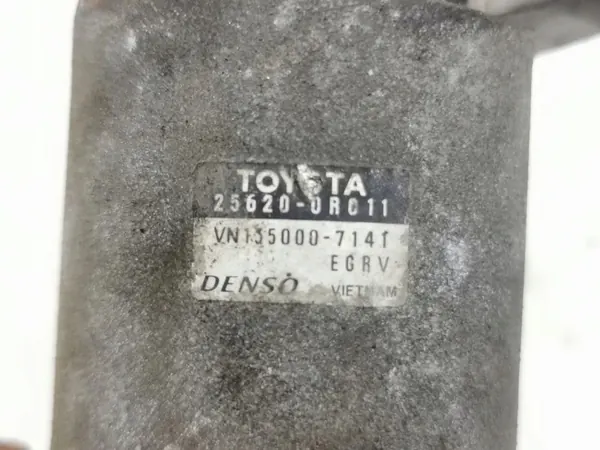 TOYOTA
25620-0R011
VN135000-7141
EGRV
DENSO VIETNAM